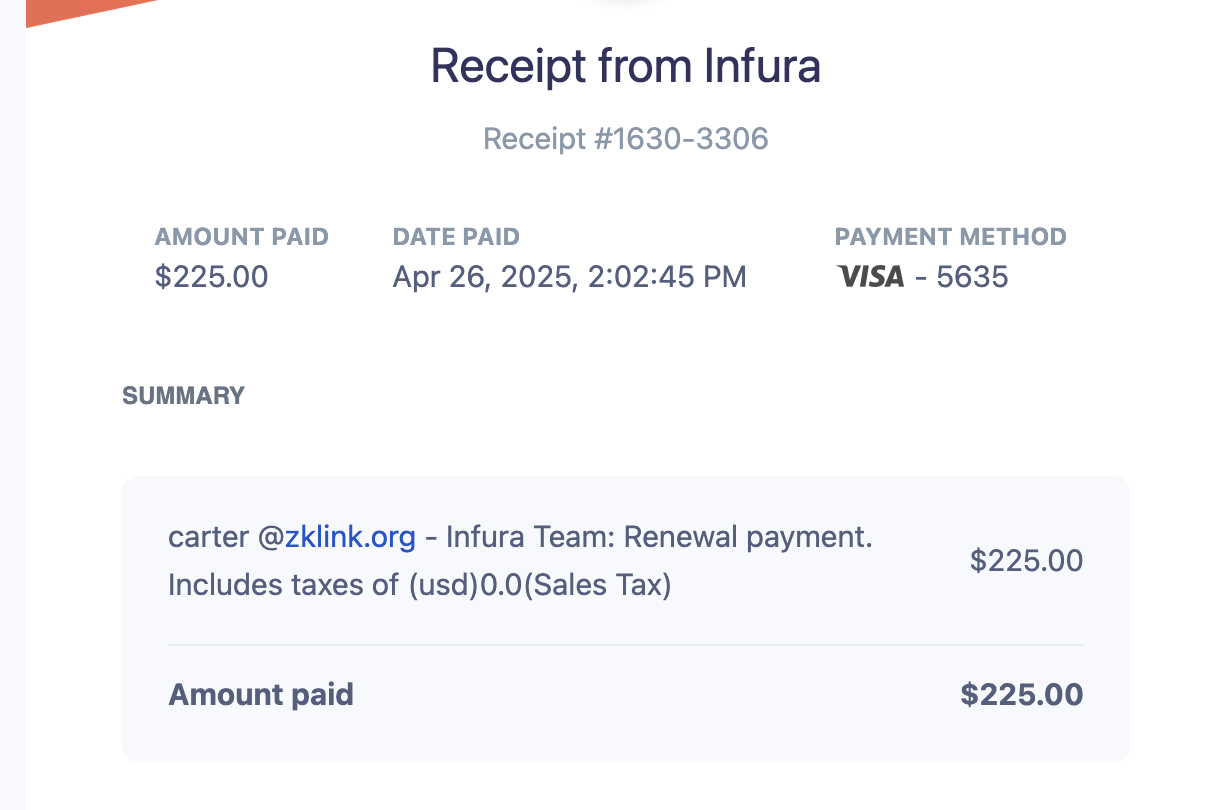 Receipt from Infura
Receipt #1630-3306
AMOUNT PAID DATE PAID PAYMENT METHOD
$225.00 Apr 26, 2025, 2:02:45 PM VISA - 5635
SUMMARY
carter @zklink.org - Infura Team: Renewal payment.
Includes taxes of (usd)0.0(Sales Tax)
$225.00
Amount paid $225.00